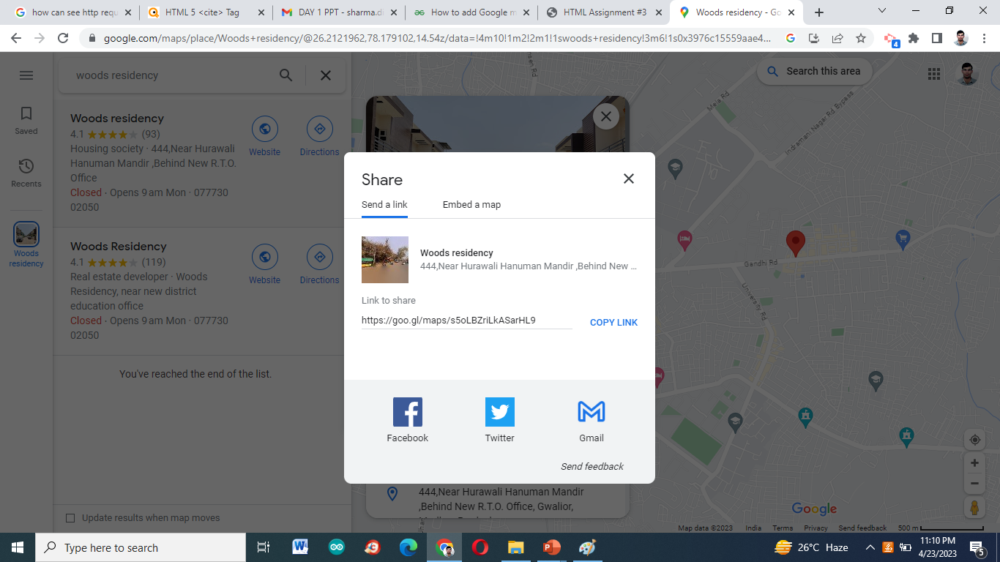 how can see http requ
HTML 5 <cite> Tag
DAY 1 PPT - sharma.di
How to add Google m
HTML Assignment #3
Woods residency - Go
google.com/maps/place/Woods+residency/@26.2121962,78.179102,14.54z/data=!4m10!1m2!2m1!1swoods+residency!3m6!1s0x3976c15559aae4...
4
woods residency
Search this area
Saved
Recents
Woods
residency
Woods residency
4.1 (93)
Housing society · 444,Near Hurawali
Hanuman Mandir ,Behind New R.T.O.
Office
Closed · Opens 9 am Mon · 077730
02050
Website
Directions
Woods Residency
4.1 (119)
Real estate developer · Woods
Residency, near new district
education office
Closed · Opens 9 am Mon · 077730
02050
Website
Directions
You've reached the end of the list.
Update results when map moves
Share
Send a link
Embed a map
Woods residency
444,Near Hurawali Hanuman Mandir ,Behind New ...
Link to share
https://goo.gl/maps/s5oLBZriLkASarHL9
COPY LINK
Facebook
Twitter
Gmail
Send feedback
444,Near Hurawali Hanuman Mandir
,Behind New R.T.O. Office, Gwalior,
Mela Rd
Indramani Nagar Rd
Bypass
Gandhi Rd
University Rd
Google
Map data ©2023
India
Terms
Privacy
Send feedback
500 m
Type here to search
26°C Haze
11:10 PM
4/23/2023
5